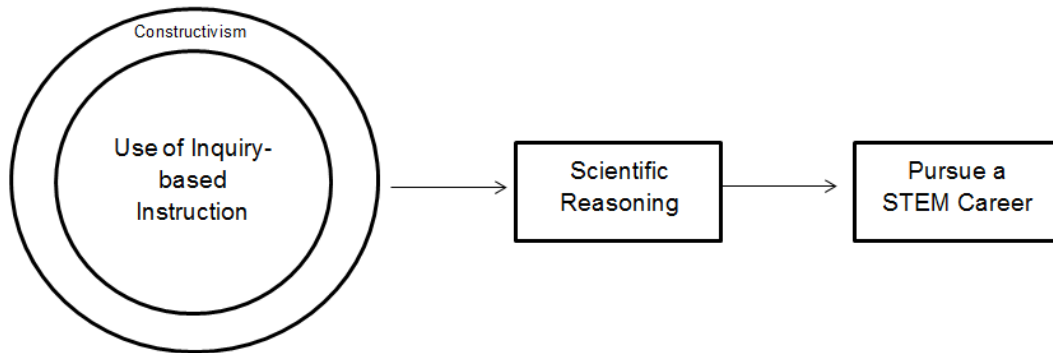 Constructivism
Use of Inquiry-
based
Instruction
Scientific
Reasoning
Pursue a
STEM Career